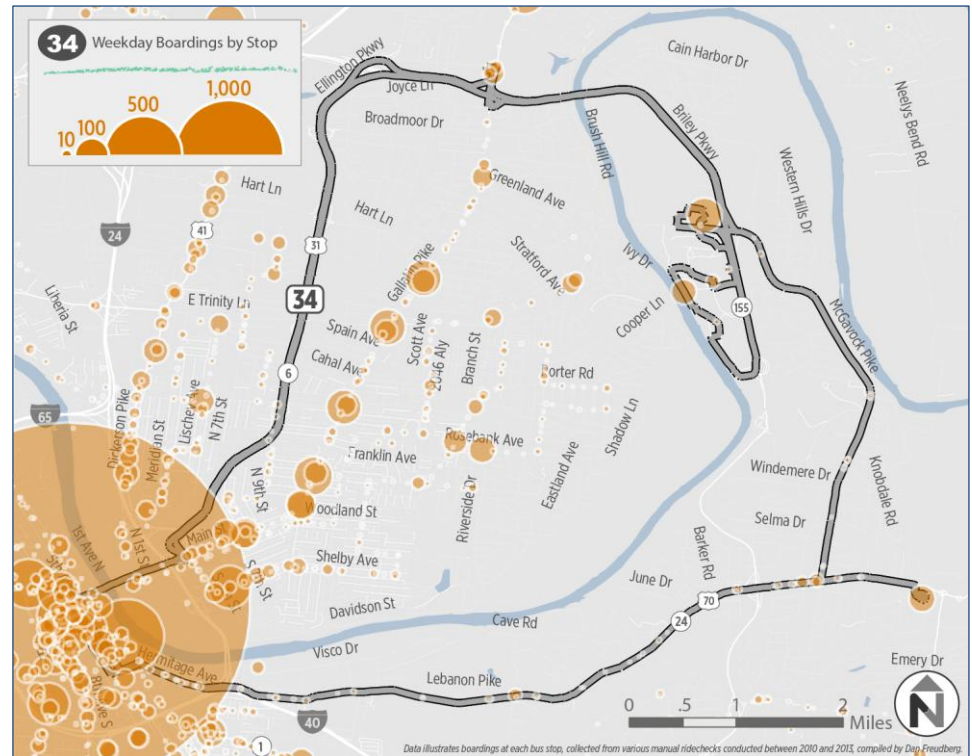 34 Weekday Boardings by Stop
10 100 500 1,000
Ellington Pkwy
Joyce Ln
Broadmoor Dr
Cain Harbor Dr
Neelys Bend Rd
Brush Hill Rd
Briley Pkwy
Western Hills Dr
Hart Ln
41
24
31
Hart Ln
Greenland Ave
Gallatin Pike
Stratford Ave
Ivy Dr
Liberia St
E Trinity Ln
34
Cooper Ln
155
McGavock Pike
Spain Ave
Scott Ave
Branch St
Cahal Ave
6
65
Dickerson Pike
Meridian St
Lischey Ave
N 7th St
Rosebank Ave
Shadow Ln
Franklin Ave
Eastland Ave
Riverside Dr
N 9th St
Woodland St
Windemere Dr
Knobdale Rd
Selma Dr
1st Ave N
N 1st St
Main St
S 7th St
Shelby Ave
Barker Rd
June Dr
70
24
Davidson St
Cave Rd
Visco Dr
Hermitage Ave
8th Ave S
Lebanon Pike
Emery Dr
40
1
0 .5 1 2
Miles
N
Data illustrates boardings at each bus stop, collected from various manual ridechecks conducted between 2010 and 2013, compiled by Dan Freudberg.